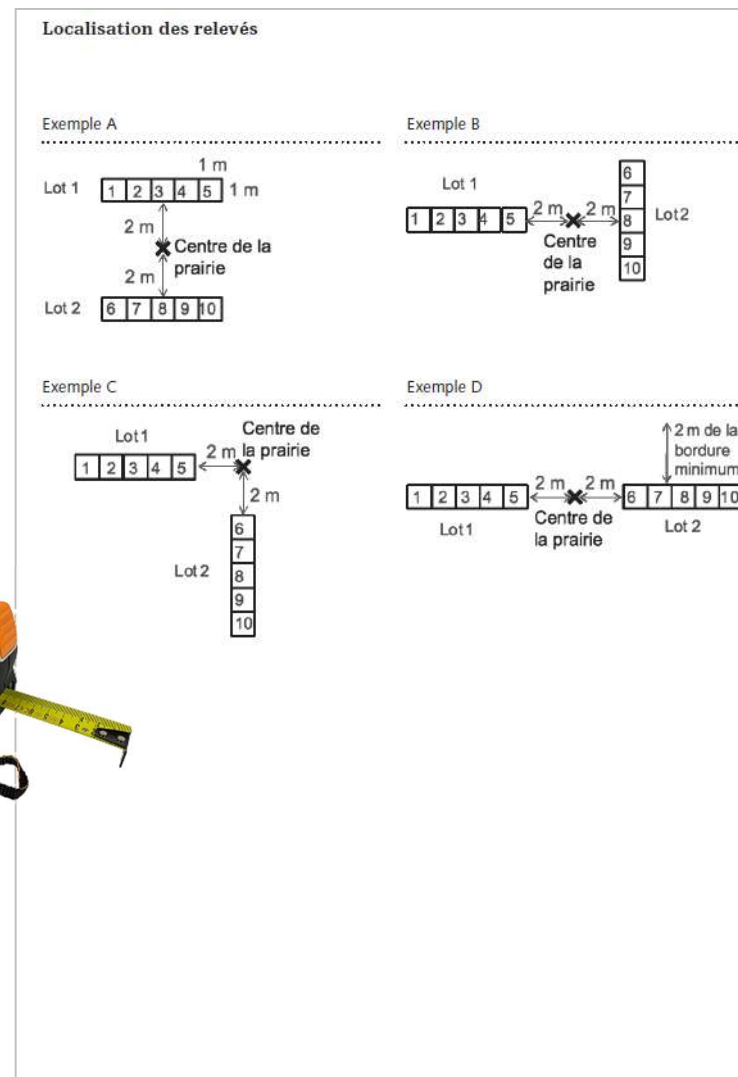 Localisation des relevés
Exemple A
1 m
Lot 1
1 2 3 4 5
1 m
2 m
Centre de la
prairie
2 m
Lot 2
6 7 8 9 10
Exemple B
Lot 1
1 2 3 4 5
2 m
2 m
Centre
de la
prairie
6
7
8
9
10
Lot2
Exemple C
Lot1
1 2 3 4 5
2 m
Centre de
la prairie
2 m
Lot 2
6
7
8
9
10
Exemple D
2 m de la
bordure
minimum
1 2 3 4 5
2 m
2 m
6 7 8 9 10
Lot1
Centre de
la prairie
Lot 2